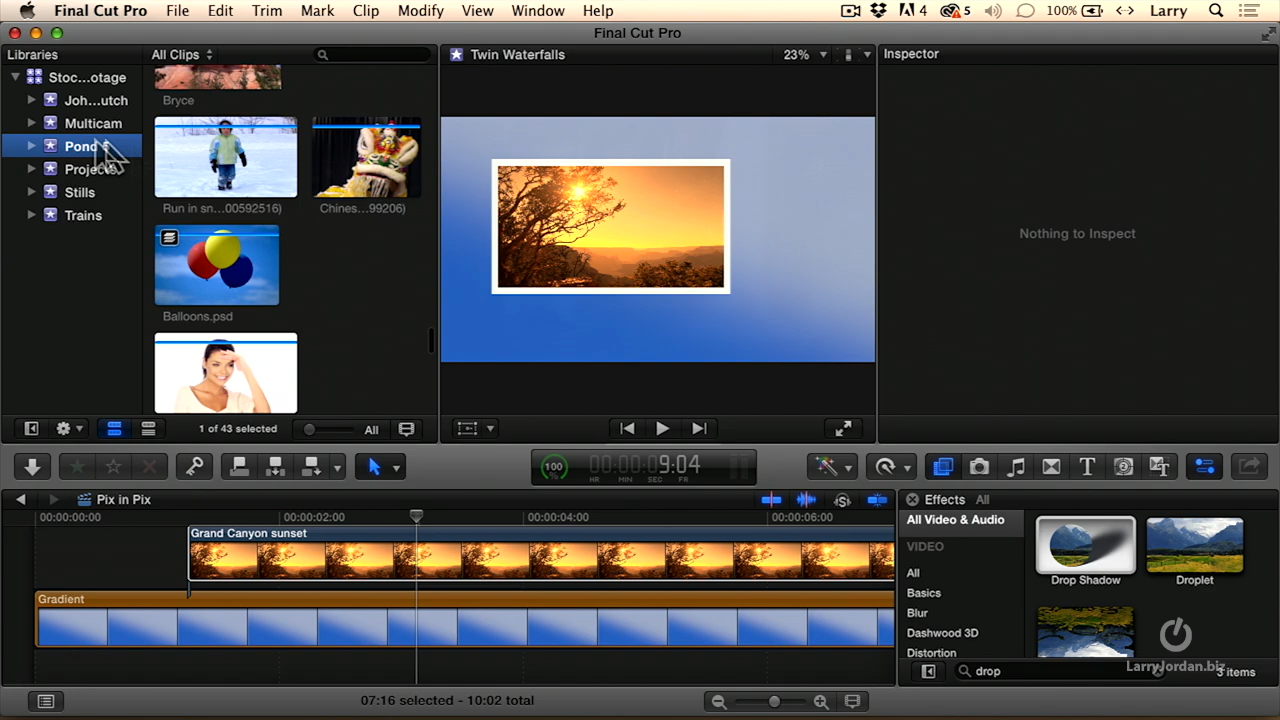 Final Cut Pro File Edit Trim Mark Clip Modify View Window Help 4 5 100% Larry
Final Cut Pro
Libraries All Clips Twin Waterfalls 23% Inspector
Stoc...otage
Joh...utch
Multicam
Pond 5
Projects
Stills
Trains
Bryce
Run in sn...00592516) Chines...99206)
Balloons.psd
Nothing to Inspect
1 of 43 selected All
100 % 00:00:00:09:04
HR MIN SEC FR
Pix in Pix Effects All
00:00:00:00 00:00:02:00 00:00:04:00 00:00:06:00
Grand Canyon sunset
Gradient
All Video & Audio
VIDEO
All
Basics
Blur
Dashwood 3D
Distortion
Drop Shadow Droplet
LarryJordan.biz
drop 3 items
07:16 selected - 10:02 total